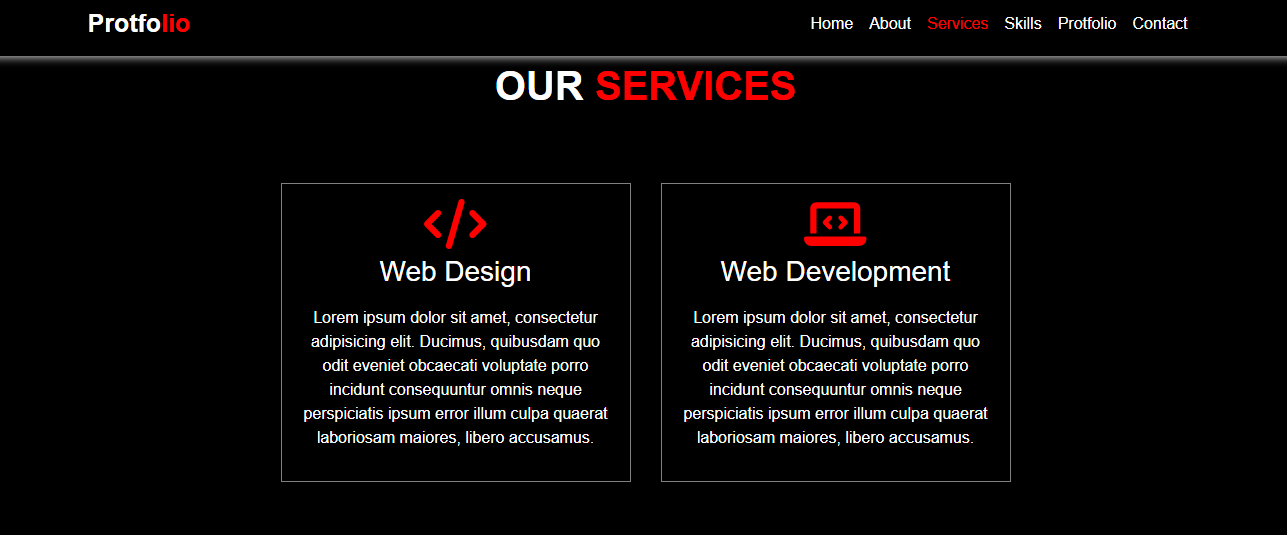 Protfolio
Home About Services Skills Protfolio Contact
OUR SERVICES
Web Design
Lorem ipsum dolor sit amet, consectetur
adipisicing elit. Ducimus, quibusdam quo
odit eveniet obcaecati voluptate porro
incidunt consequuntur omnis neque
perspiciatis ipsum error illum culpa quaerat
laboriosam maiores, libero accusamus.
Web Development
Lorem ipsum dolor sit amet, consectetur
adipisicing elit. Ducimus, quibusdam quo
odit eveniet obcaecati voluptate porro
incidunt consequuntur omnis neque
perspiciatis ipsum error illum culpa quaerat
laboriosam maiores, libero accusamus.